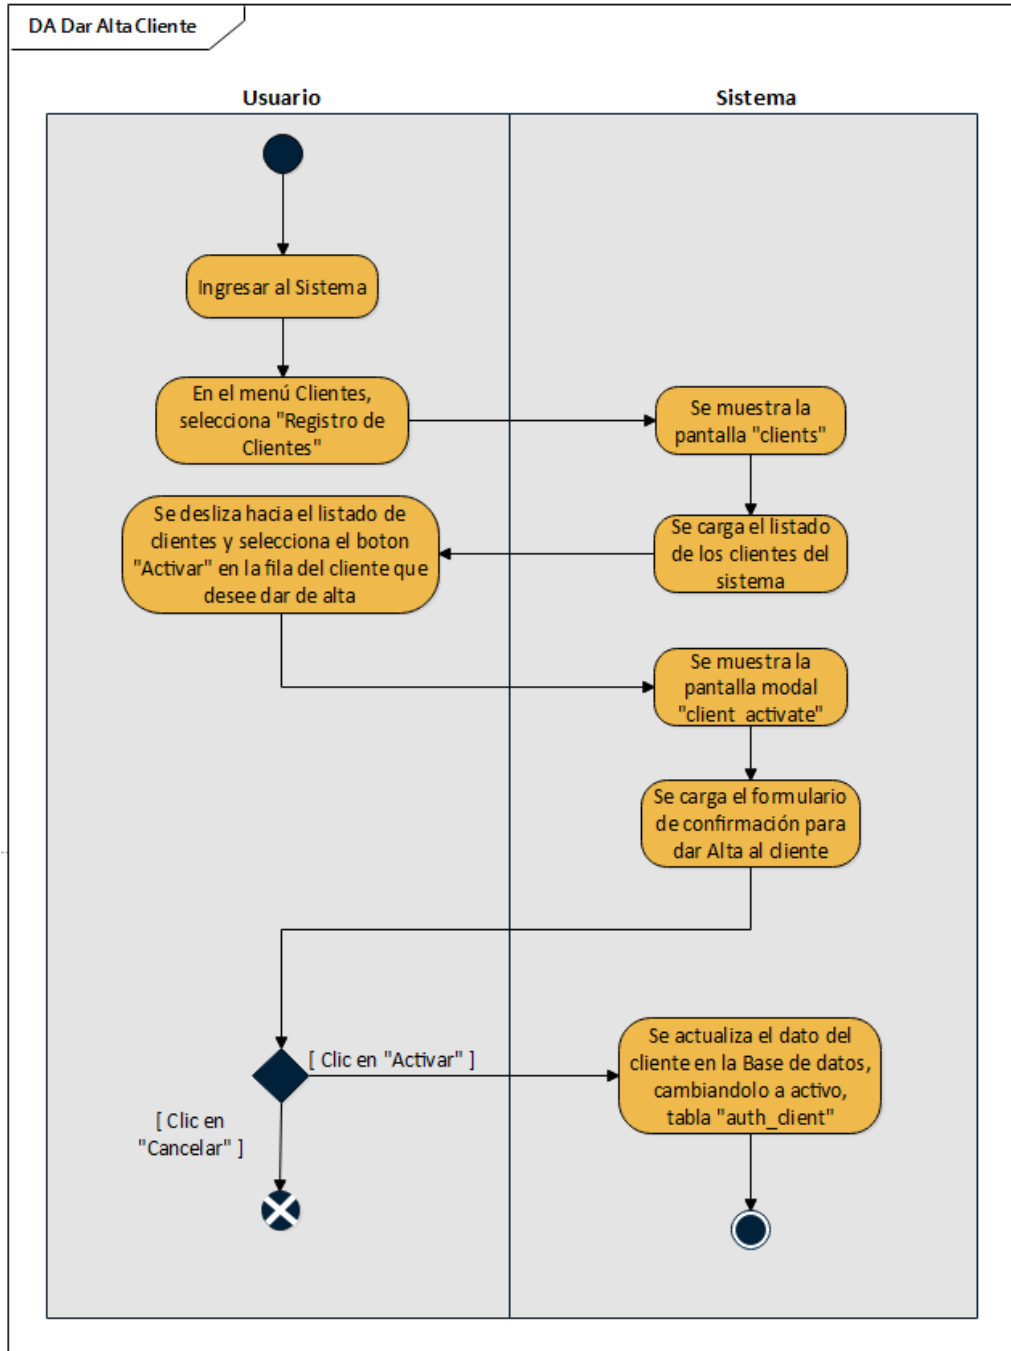 DA Dar Alta Cliente
Usuario
Sistema
Ingresar al Sistema
En el menú Clientes,
selecciona "Registro de
Clientes"
Se muestra la
pantalla "clients"
Se carga el listado
de los clientes del
sistema
Se desliza hacia el listado de
clientes y selecciona el boton
"Activar" en la fila del cliente que
desee dar de alta
Se muestra la
pantalla modal
"client_activate"
Se carga el formulario
de confirmación para
dar Alta al cliente
[ Clic en "Activar" ]
[ Clic en
"Cancelar" ]
Se actualiza el dato del
cliente en la Base de datos,
cambiandolo a activo,
tabla "auth_client"